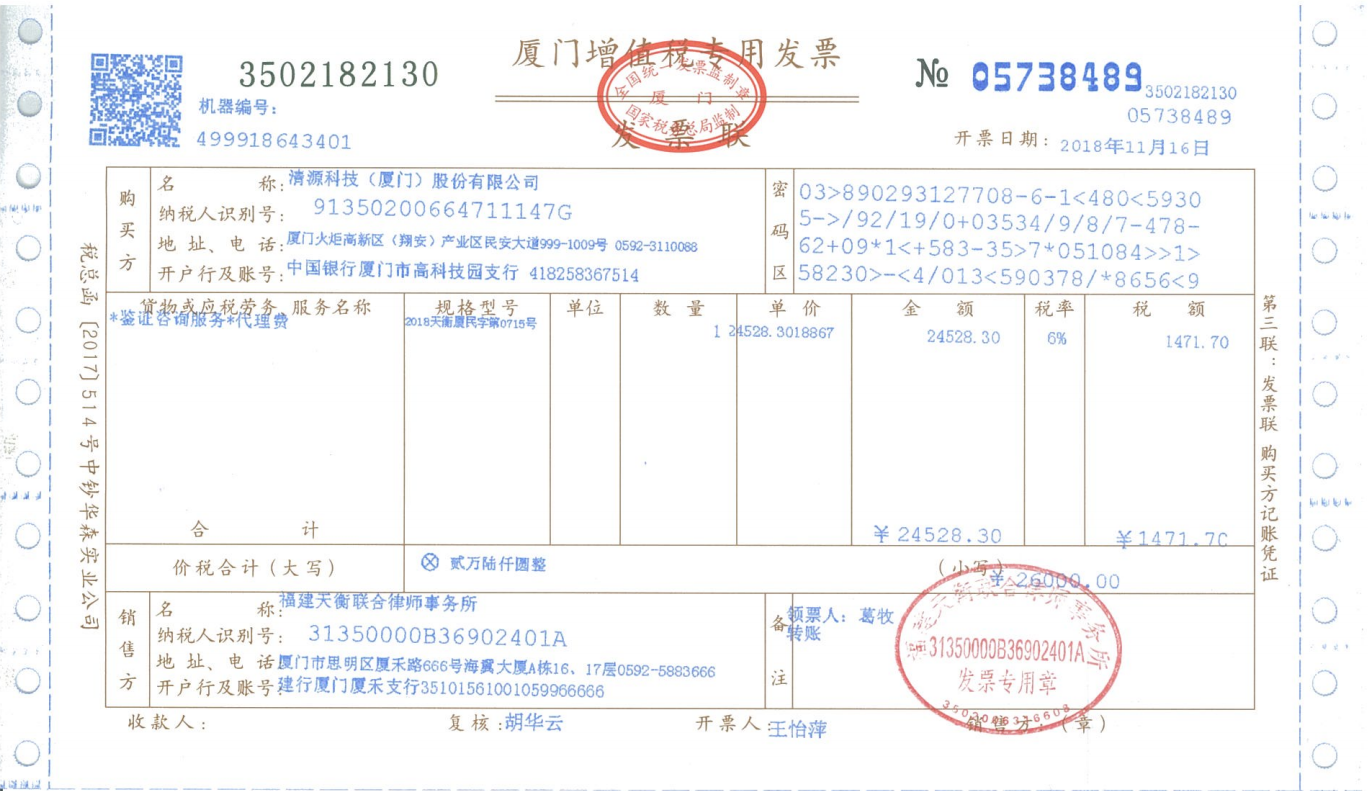 厦门增值税专用发票
3502182130
№ 05738489
3502182130
05738489
机器编号:
499918643401
全国统一发票监制章
厦 门
国家税务总局监制
发 票 联
开票日期: 2018年11月16日
购买方
名 称: 清源科技（厦门）股份有限公司
纳税人识别号: 91350200664711147G
地 址、电 话: 厦门火炬高新区（翔安）产业区民安大道999-1009号 0592-3110088
开户行及账号: 中国银行厦门市高科技园支行 418258367514
密码区
03>890293127708-6-1<480<5930
5->/92/19/0+03534/9/8/7-478-
62+09*1<+583-35>7*051084>>1>
58230>-<4/013<590378/*8656<9
货物或应税劳务、服务名称 规格型号 单位 数 量 单 价 金 额 税率 税 额
*鉴证咨询服务*代理费 2018天衡厦民字第0715号 1 24528.3018867 24528.30 6% 1471.70
合 计 ￥24528.30 ￥1471.70
价税合计（大写） ⊗ 贰万陆仟圆整 （小写） ￥ 26000.00
销售方
名 称: 福建天衡联合律师事务所
纳税人识别号: 31350000B36902401A
地 址、电 话: 厦门市思明区厦禾路666号海翼大厦A栋16、17层0592-5883666
开户行及账号: 建行厦门厦禾支行35101561001059966666
备注
领票人: 葛牧
转账
福建天衡联合律师事务所
31350000B36902401A
发票专用章
收款人: 复核: 胡华云 开票人: 王怡萍 销售方:（章）
税总函〔2017〕514号中钞华森实业公司
第三联：发票联 购买方记账凭证